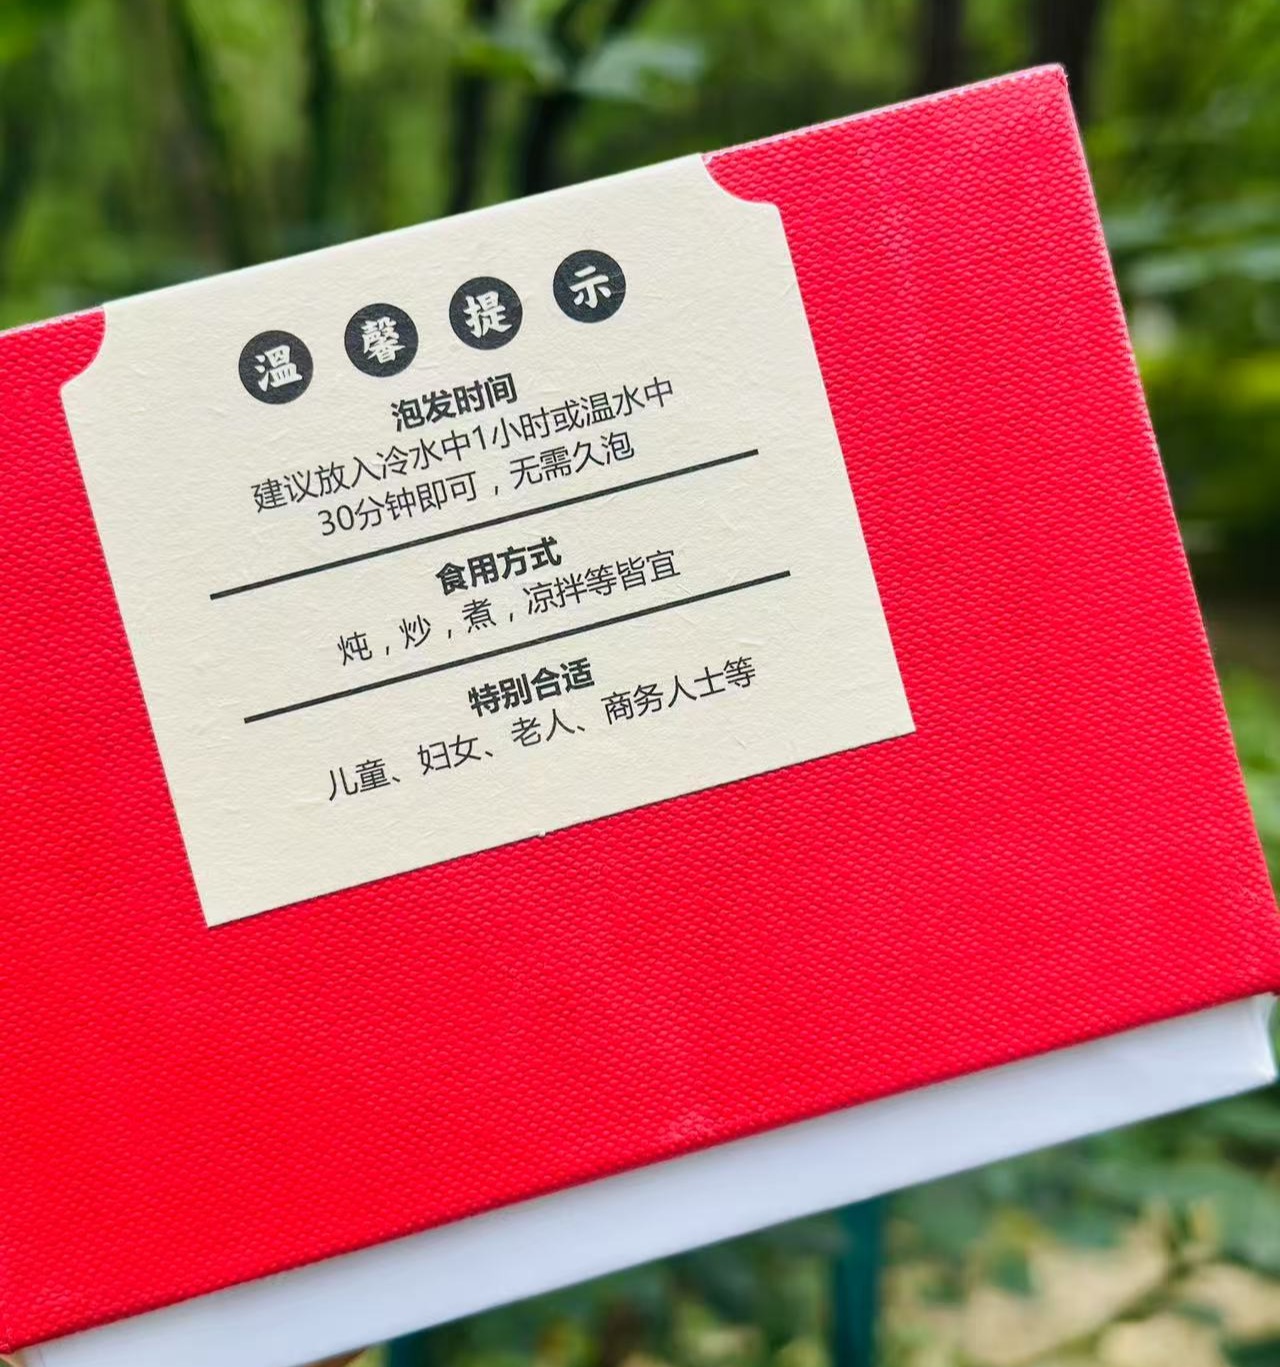 溫馨提示
泡发时间
建议放入冷水中1小时或温水中
30分钟即可，无需久泡
食用方式
炖，炒，煮，凉拌等皆宜
特别合适
儿童、妇女、老人、商务人士等